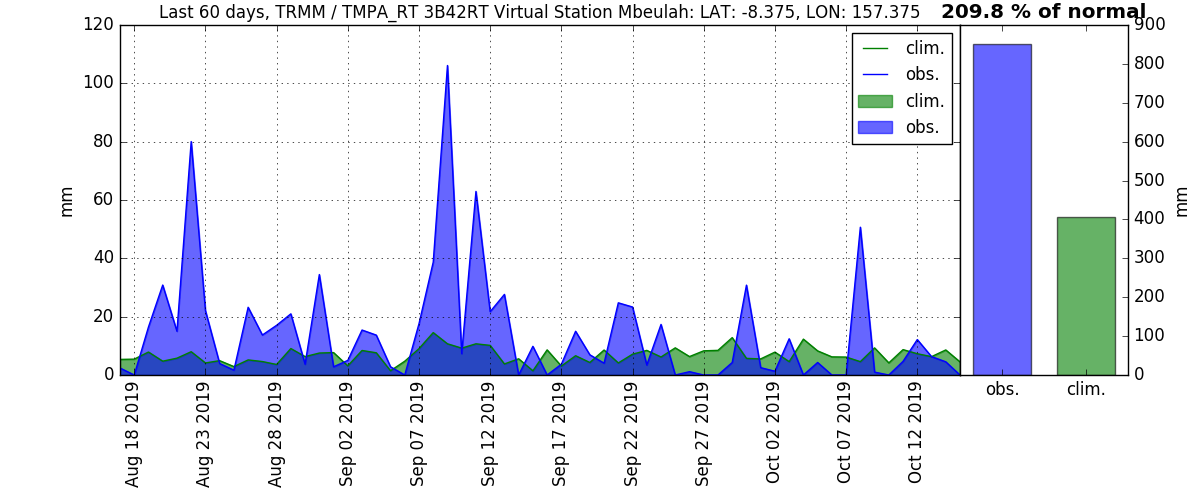 Last 60 days, TRMM / TMPA_RT 3B42RT Virtual Station Mbeulah: LAT: -8.375, LON: 157.375
209.8 % of normal
120
100
80
60
40
20
0
mm
clim.
obs.
clim.
obs.
900
800
700
600
500
400
300
200
100
0
mm
Aug 18 2019
Aug 23 2019
Aug 28 2019
Sep 02 2019
Sep 07 2019
Sep 12 2019
Sep 17 2019
Sep 22 2019
Sep 27 2019
Oct 02 2019
Oct 07 2019
Oct 12 2019
obs.
clim.